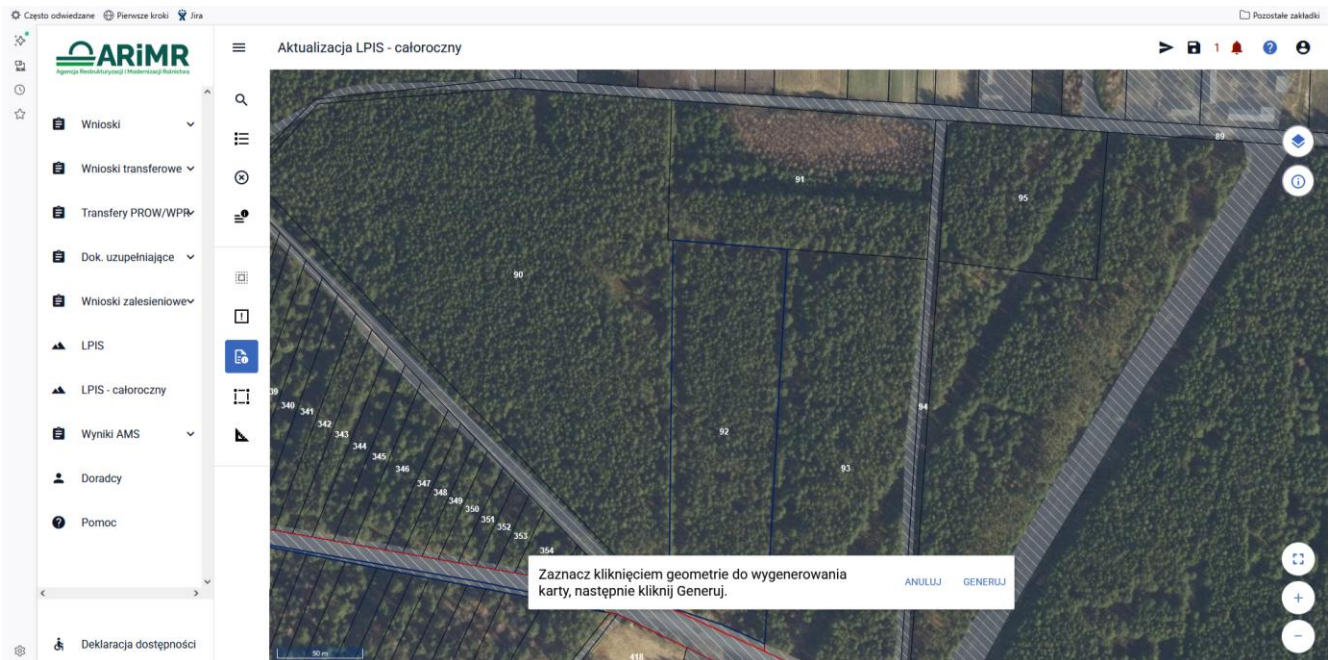 Często odwiedzane
Pierwsze kroki
Jira
Pozostałe zakładki
ARiMR
Agencja Restrukturyzacji i Modernizacji Rolnictwa
Aktualizacja LPIS - całoroczny
1
Wnioski
Wnioski transferowe
Transfery PROW/WPR
Dok. uzupełniające
Wnioski zalesieniowe
LPIS
LPIS - całoroczny
Wyniki AMS
Doradcy
Pomoc
Deklaracja dostępności
89
91
95
90
94
92
93
39
340
341
342
343
344
345
346
347
348
349
350
351
352
353
354
418
50 m
Zaznacz kliknięciem geometrie do wygenerowania
karty, następnie kliknij Generuj.
ANULUJ
GENERUJ